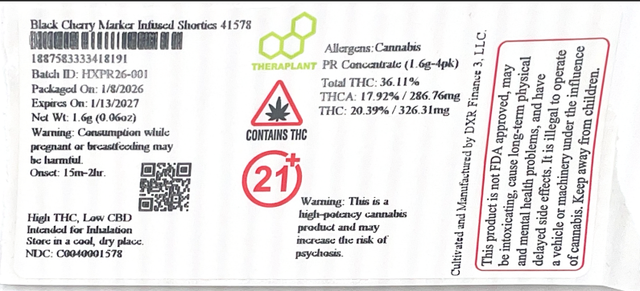 Black Cherry Marker Infused Shorties 41578
1887583333418191
Batch ID: HXPR26-001
Packaged On: 1/8/2026
Expires On: 1/13/2027
Net Wt: 1.6g (0.06oz)
Warning: Consumption while
pregnant or breastfeeding may
be harmful.
Onset: 15m-2hr.
High THC, Low CBD
Intended for Inhalation
Store in a cool, dry place.
NDC: C0040001578
THERAPLANT
CONTAINS THC
21+
Allergens: Cannabis
PR Concentrate (1.6g-4pk)
Total THC: 36.11%
THCA: 17.92% / 286.76mg
THC: 20.39% / 326.31mg
Warning: This is a
high-potency cannabis
product and may
increase the risk of
psychosis.
Cultivated and Manufactured by DXR Finance 3, LLC.
This product is not FDA approved, may
be intoxicating, cause long-term physical
and mental health problems, and have
delayed side effects. It is illegal to operate
a vehicle or machinery under the influence
of cannabis. Keep away from children.